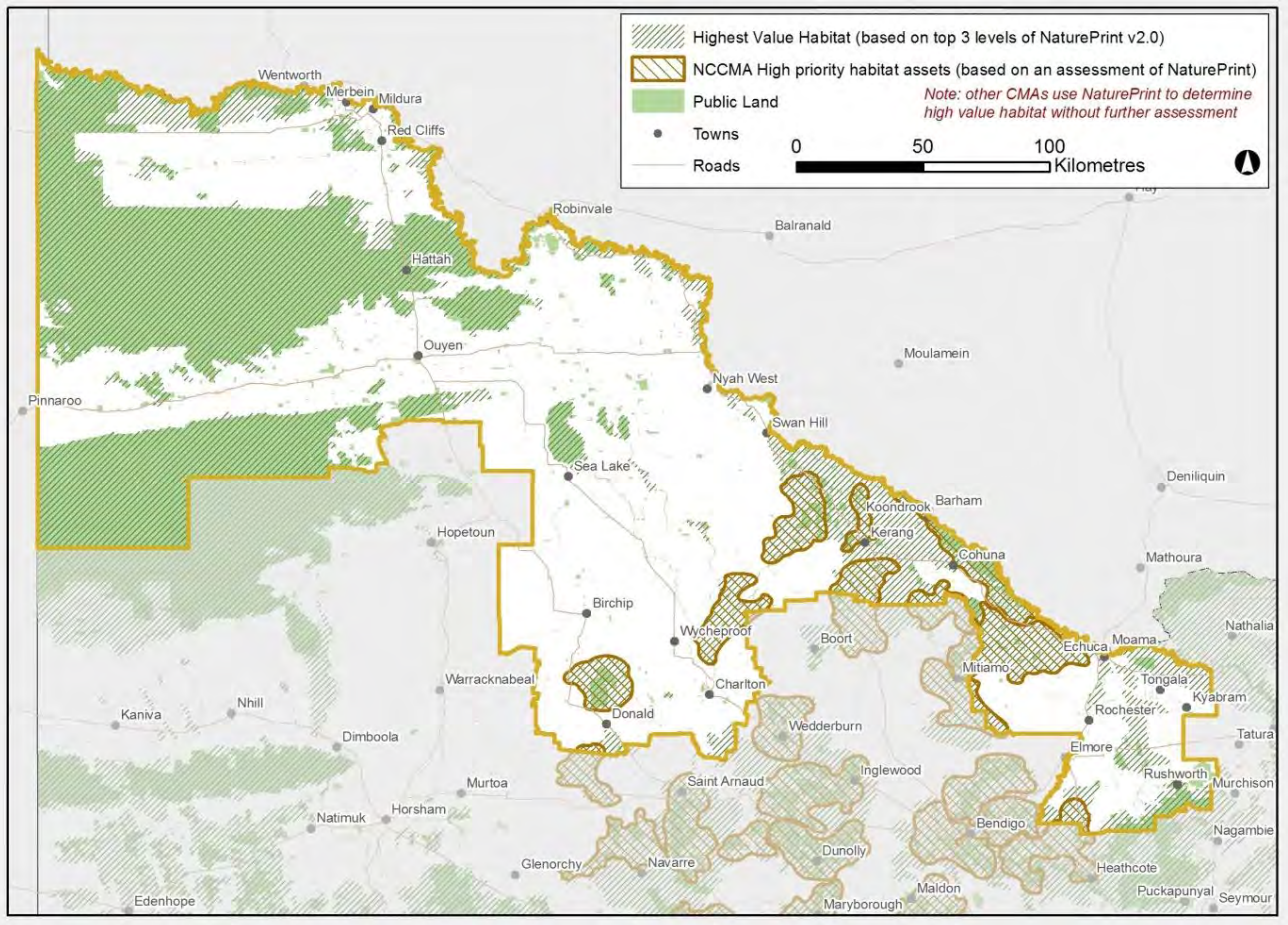 Highest Value Habitat (based on top 3 levels of NaturePrint v2.0)
NCCMA High priority habitat assets (based on an assessment of NaturePrint)
Public Land
Note: other CMAs use NaturePrint to determine
high value habitat without further assessment
Towns
Roads
0 50 100
Kilometres
Wentworth
Merbein
Mildura
Red Cliffs
Robinvale
Balranald
Hattah
Ouyen
Moulamein
Nyah West
Pinnaroo
Swan Hill
Sea Lake
Deniliquin
Koondrook
Barham
Hopetoun
Kerang
Cohuna
Mathoura
Birchip
Wycheproof
Boort
Echuca
Moama
Nathalia
Mitiamo
Tongala
Warracknabeal
Charlton
Kyabram
Kaniva
Nhill
Donald
Wedderburn
Rochester
Dimboola
Elmore
Tatura
Murtoa
Saint Arnaud
Inglewood
Rushworth
Murchison
Natimuk
Horsham
Bendigo
Nagambie
Glenorchy
Navarre
Dunolly
Heathcote
Edenhope
Maryborough
Maldon
Puckapunyal
Seymour